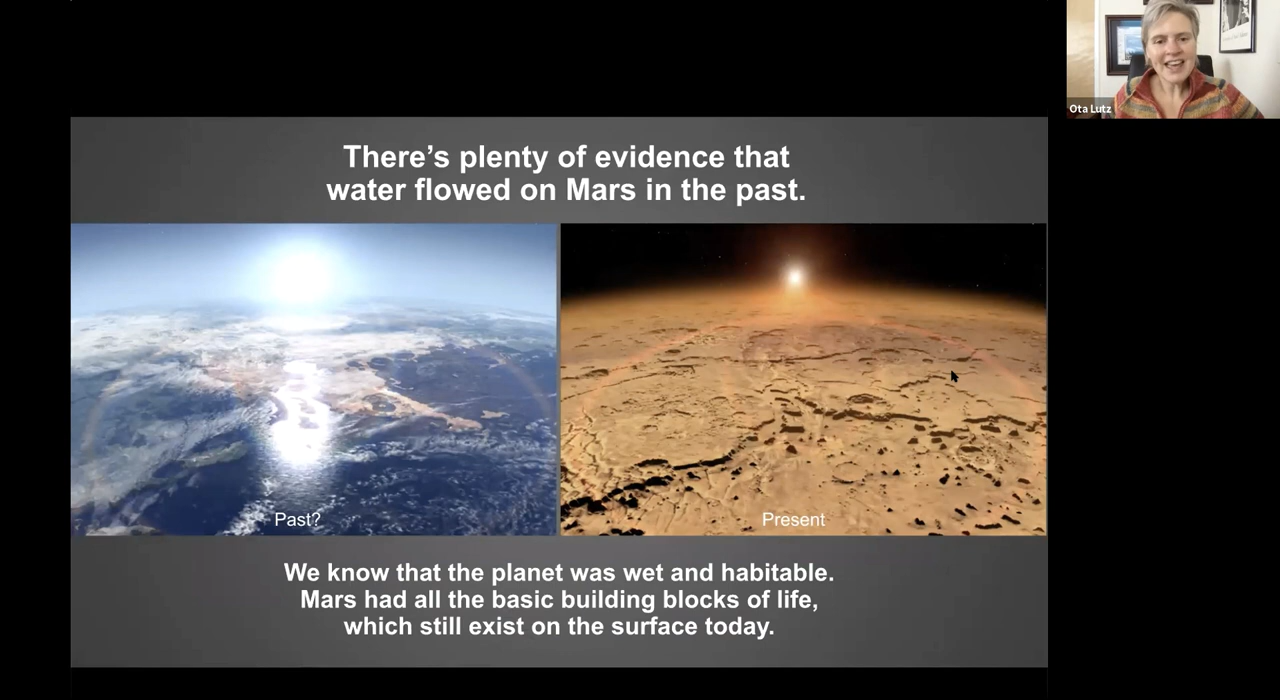 There's plenty of evidence that
water flowed on Mars in the past.
Past?
Present
We know that the planet was wet and habitable.
Mars had all the basic building blocks of life,
which still exist on the surface today.
Ota Lutz